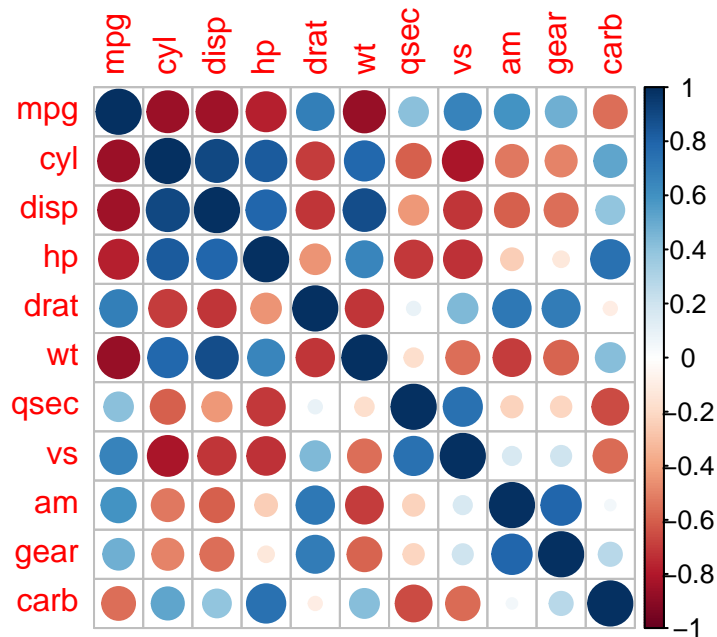 mpg cyl disp hp drat wt qsec vs am gear carb
mpg
cyl
disp
hp
drat
wt
qsec
vs
am
gear
carb
1
0.8
0.6
0.4
0.2
0
−0.2
−0.4
−0.6
−0.8
−1